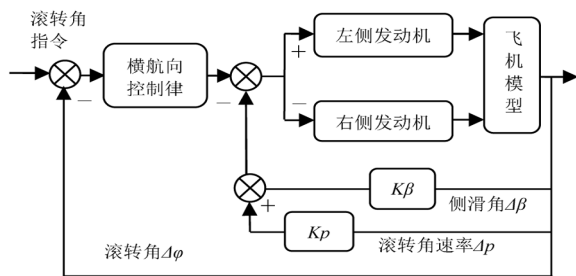 滚转角
指令
横航向
控制律
左侧发动机
右侧发动机
飞
机
模
型
+
−
−
−
+
Kβ
侧滑角Δβ
Kp
滚转角速率Δp
滚转角Δφ